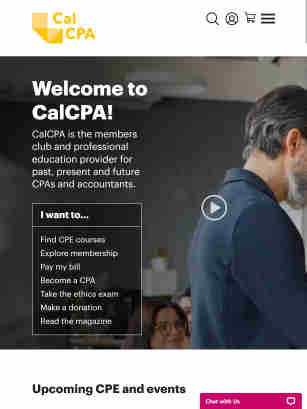 Cal
CPA
Welcome to
CalCPA!
CalCPA is the members
club and professional
education provider for
past, present and future
CPAs and accountants.
I want to...
Find CPE courses
Explore membership
Pay my bill
Become a CPA
Take the ethics exam
Make a donation
Read the magazine
Upcoming CPE and events
Chat with Us